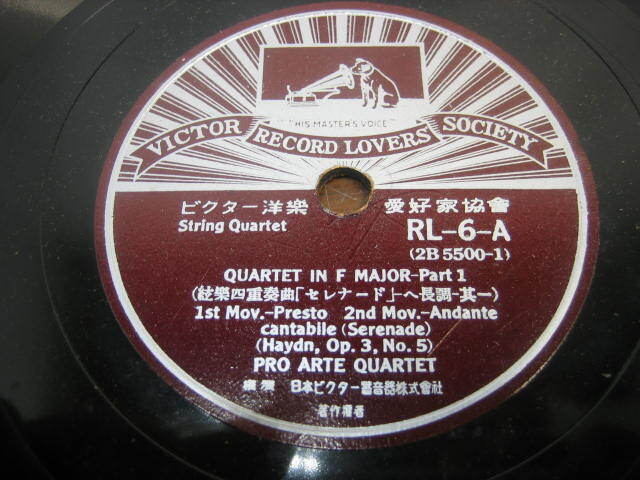 "HIS MASTER'S VOICE"
VICTOR RECORD LOVERS SOCIETY
ビクター洋樂 愛好家協會
String Quartet RL-6-A
(2B 5500-1)
QUARTET IN F MAJOR-Part 1
(絃樂四重奏曲「セレナード」ヘ長調-其一)
1st Mov.-Presto 2nd Mov.-Andante
cantabile (Serenade)
(Haydn, Op. 3, No. 5)
PRO ARTE QUARTET
日本ビクター蓄音器株式會社
著作權者